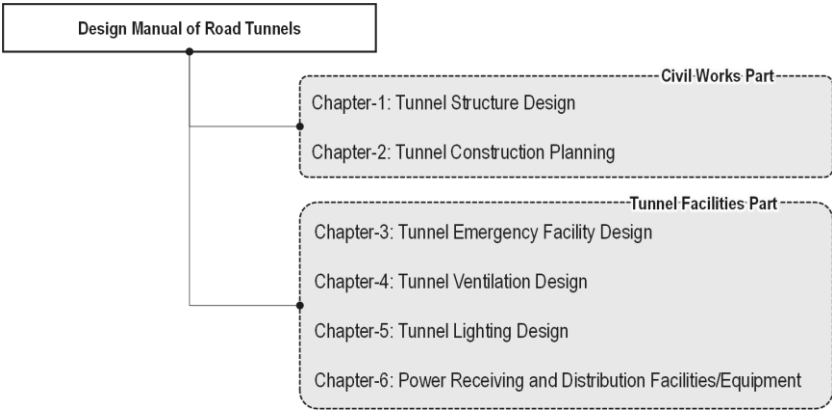 Design Manual of Road Tunnels
Civil Works Part
Chapter-1: Tunnel Structure Design
Chapter-2: Tunnel Construction Planning
Tunnel Facilities Part
Chapter-3: Tunnel Emergency Facility Design
Chapter-4: Tunnel Ventilation Design
Chapter-5: Tunnel Lighting Design
Chapter-6: Power Receiving and Distribution Facilities/Equipment